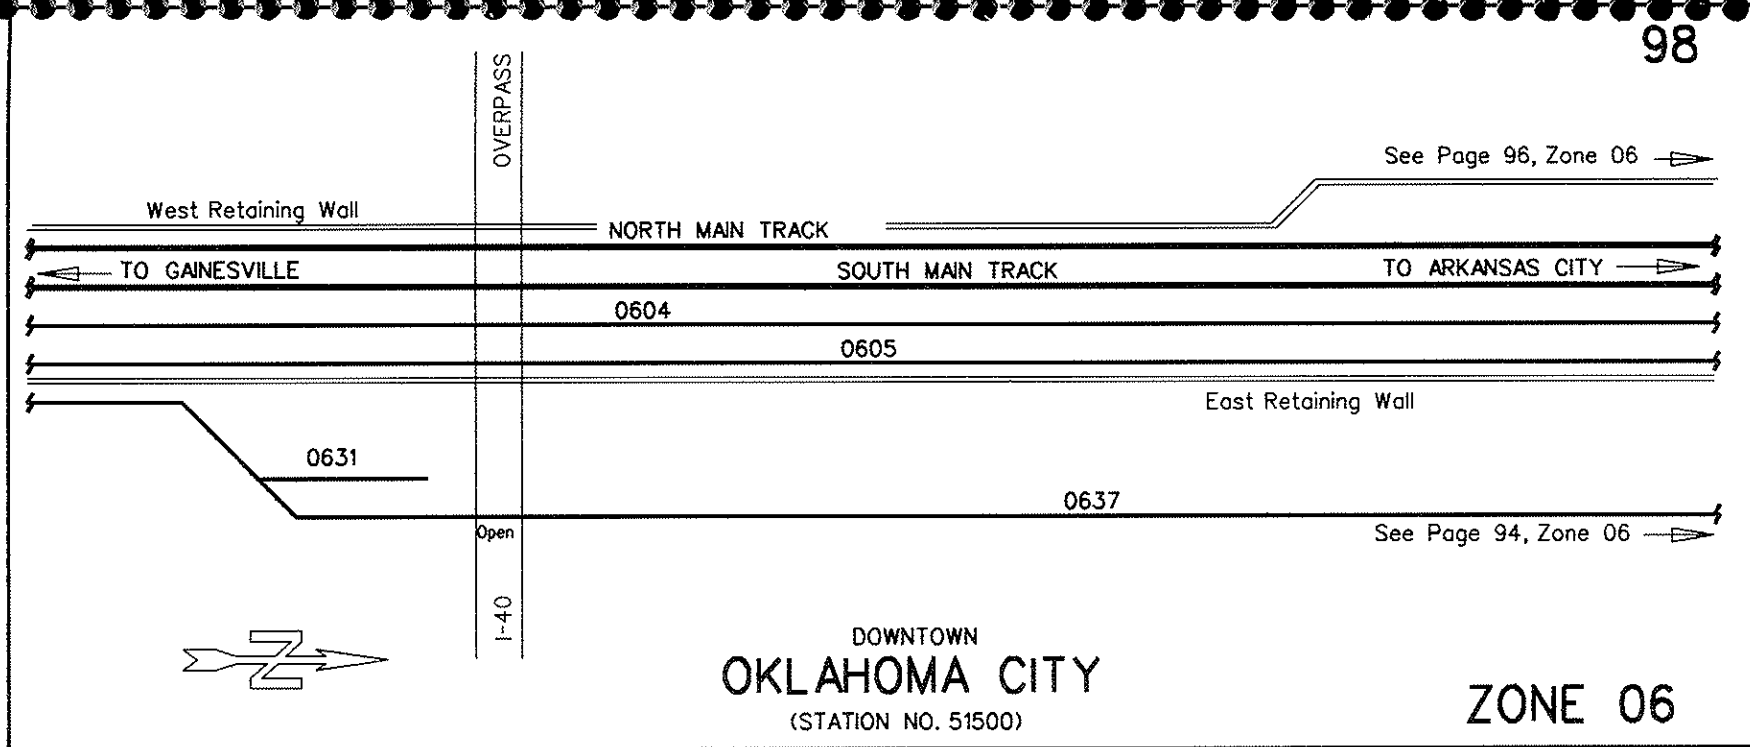 98
OVERPASS
See Page 96, Zone 06
West Retaining Wall
NORTH MAIN TRACK
TO GAINESVILLE
SOUTH MAIN TRACK
TO ARKANSAS CITY
0604
0605
East Retaining Wall
0631
0637
Open
See Page 94, Zone 06
I-40
N
DOWNTOWN
OKLAHOMA CITY
(STATION NO. 51500)
ZONE 06